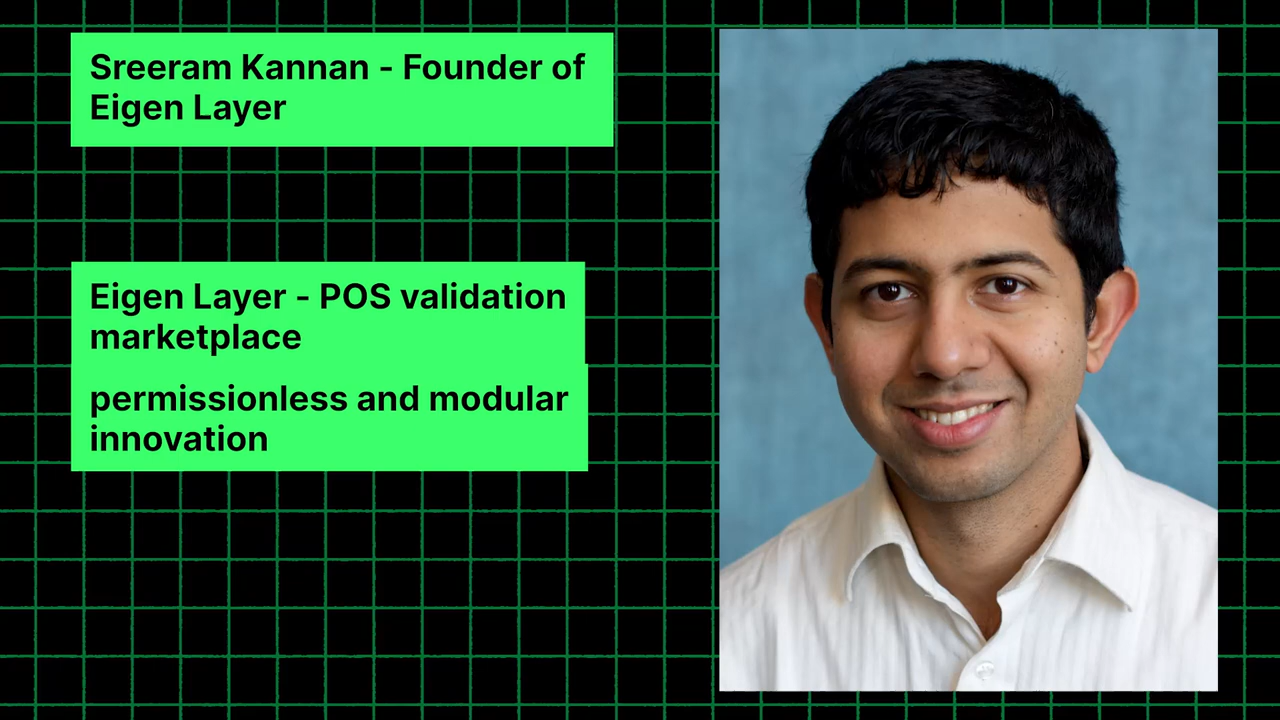 Sreeram Kannan - Founder of
Eigen Layer
Eigen Layer - POS validation
marketplace
permissionless and modular
innovation